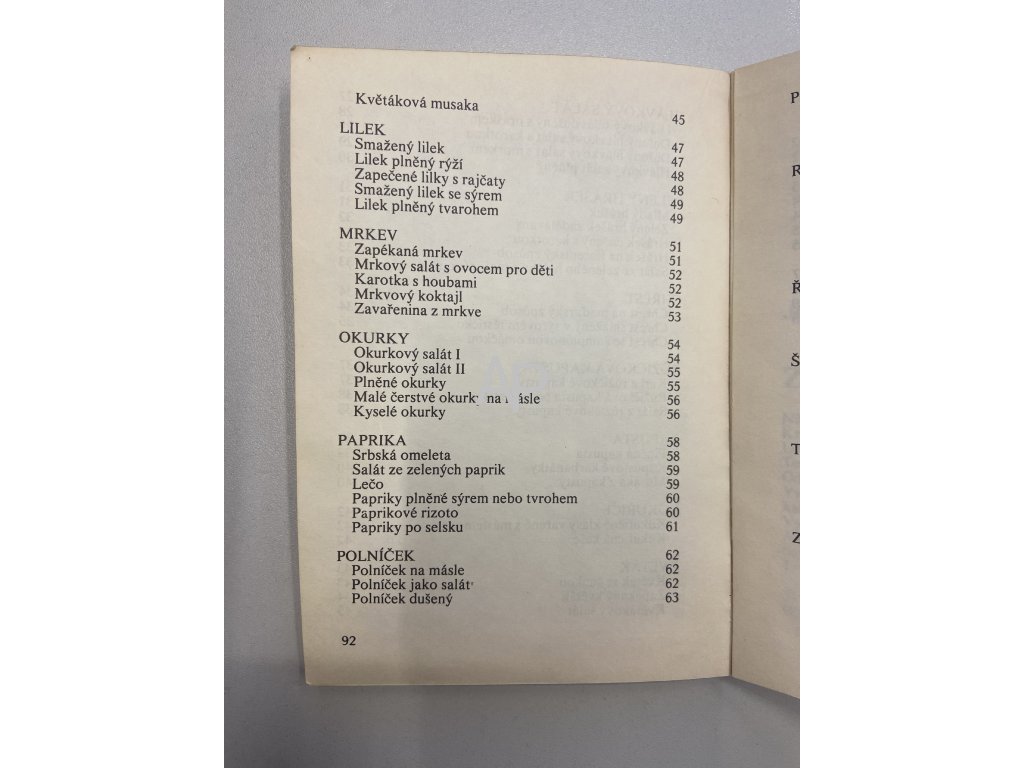 Květáková musaka 45
LILEK 47
Smažený lilek 47
Lilek plněný rýží 48
Zapečené lilky s rajčaty 48
Smažený lilek se sýrem 49
Lilek plněný tvarohem 49
MRKEV 51
Zapékaná mrkev 51
Mrkový salát s ovocem pro děti 52
Karotka s houbami 52
Mrkvový koktajl 52
Zavařenina z mrkve 53
OKURKY 54
Okurkový salát I 54
Okurkový salát II 55
Plněné okurky 55
Malé čerstvé okurky na másle 56
Kyselé okurky 56
PAPRIKA 58
Srbská omeleta 58
Salát ze zelených paprik 59
Lečo 59
Papriky plněné sýrem nebo tvrohem 60
Paprikové rizoto 60
Papriky po selsku 61
POLNÍČEK 62
Polníček na másle 62
Polníček jako salát 62
Polníček dušený 63
92